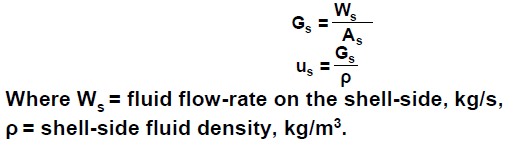 Gₛ = Wₛ / Aₛ
uₛ = Gₛ / ρ
Where Wₛ = fluid flow-rate on the shell-side, kg/s,
ρ = shell-side fluid density, kg/m³.